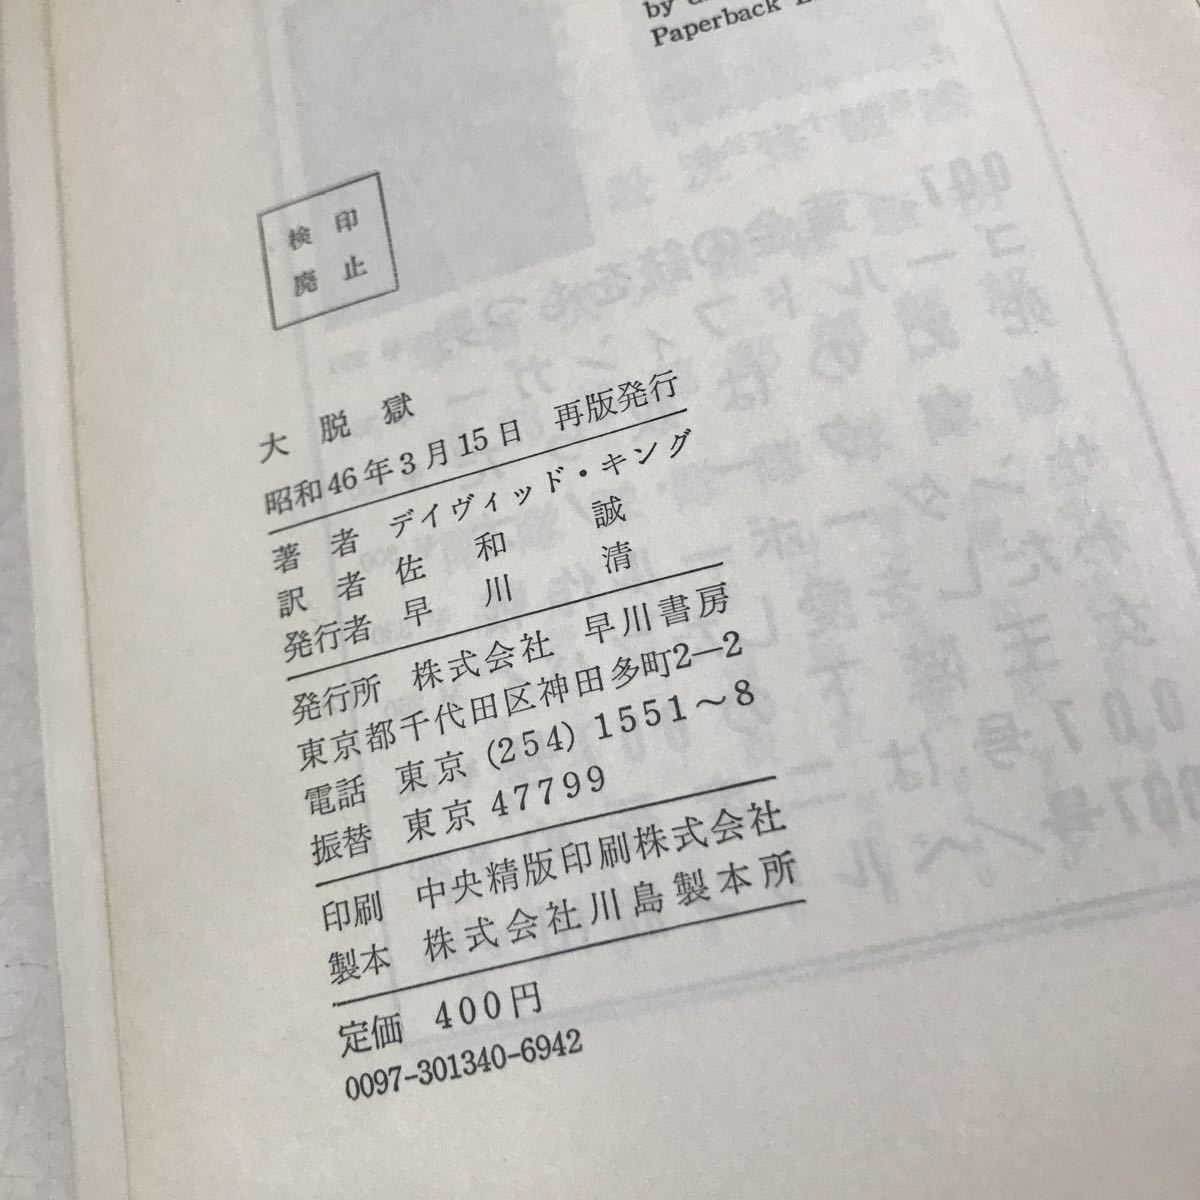 by
Paperback
検印
廃止
大脱獄
昭和46年3月15日 再版発行
著者 デイヴィッド・キング
訳者 佐和 誠
発行者 早川 清
発行所 株式会社 早川書房
東京都千代田区神田多町2-2
電話 東京 (254) 1551~8
振替 東京 47799
印刷 中央精版印刷株式会社
製本 株式会社川島製本所
定価 400円
0097-301340-6942